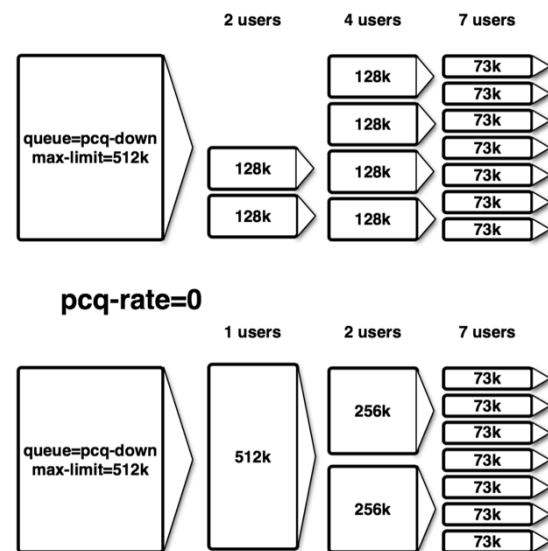 2 users 4 users 7 users
queue=pcq-down
max-limit=512k
128k
128k
128k
128k
128k
128k
73k
73k
73k
73k
73k
73k
73k
pcq-rate=0
1 users 2 users 7 users
queue=pcq-down
max-limit=512k
512k
256k
256k
73k
73k
73k
73k
73k
73k
73k